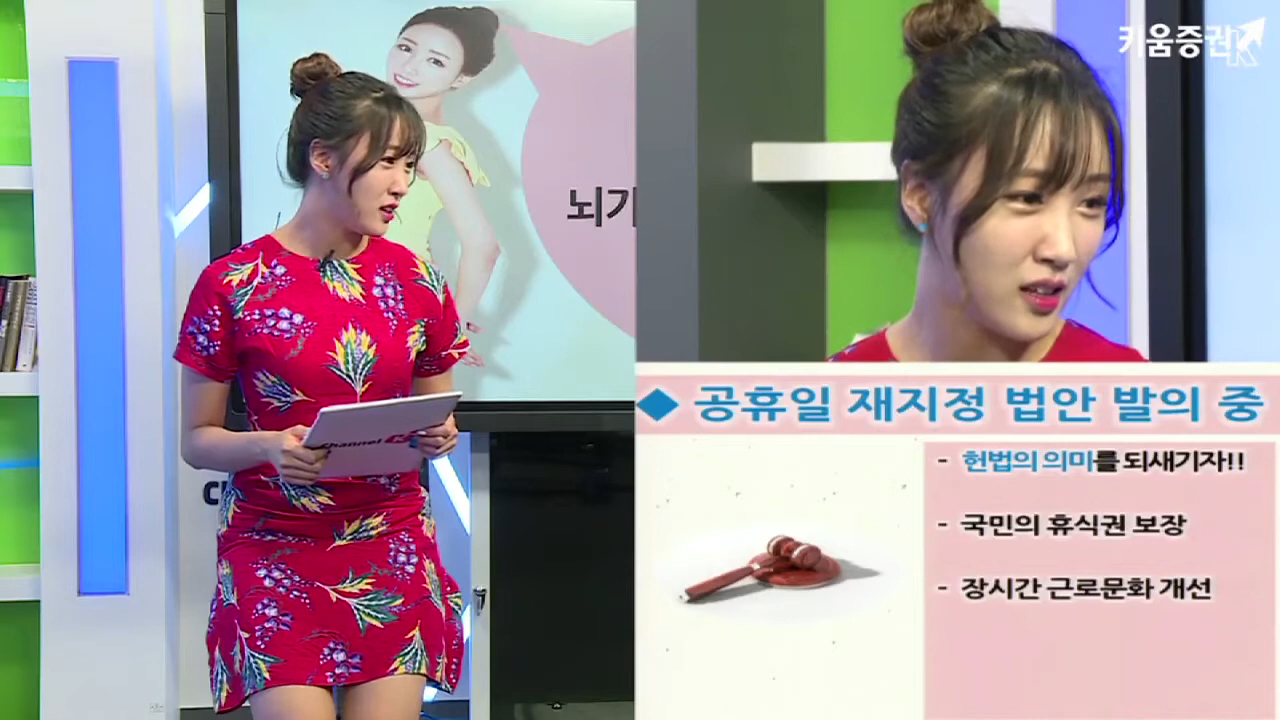 키움증권
뇌
Channel K
◆ 공휴일 재지정 법안 발의 중
- 헌법의 의미를 되새기자!!
- 국민의 휴식권 보장
- 장시간 근로문화 개선